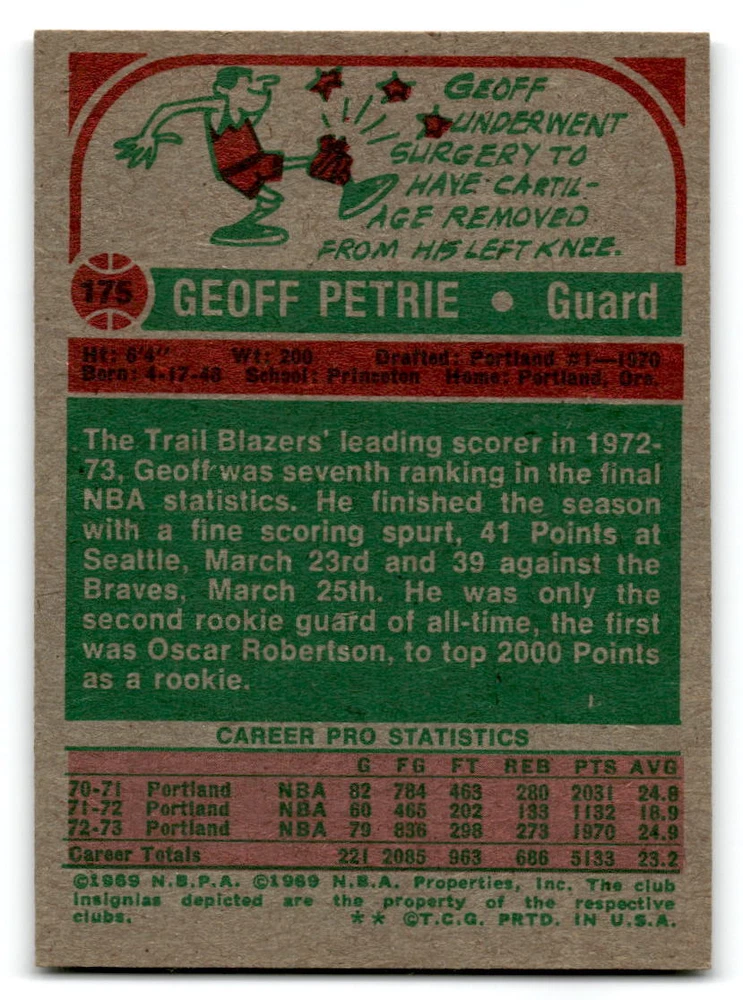 GEOFF
UNDERWENT
SURGERY TO
HAVE CARTIL-
AGE REMOVED
FROM HIS LEFT KNEE.
175 GEOFF PETRIE • Guard
Ht: 6'4" Wt: 200 Drafted: Portland #1—1970
Born: 4-17-48 School: Princeton Home: Portland, Ore.
The Trail Blazers' leading scorer in 1972-
73, Geoff was seventh ranking in the final
NBA statistics. He finished the season
with a fine scoring spurt, 41 Points at
Seattle, March 23rd and 39 against the
Braves, March 25th. He was only the
second rookie guard of all-time, the first
was Oscar Robertson, to top 2000 Points
as a rookie.
CAREER PRO STATISTICS
G FG FT REB PTS AVG
70-71 Portland NBA 82 784 463 280 2031 24.8
71-72 Portland NBA 60 465 202 133 1132 18.9
72-73 Portland NBA 79 836 298 273 1970 24.9
Career Totals 221 2085 963 686 5133 23.2
©1969 N.B.P.A. ©1969 N.B.A. Properties, Inc. The club
insignias depicted are the property of the respective
clubs. ** ©T.C.G. PRTD. IN U.S.A.